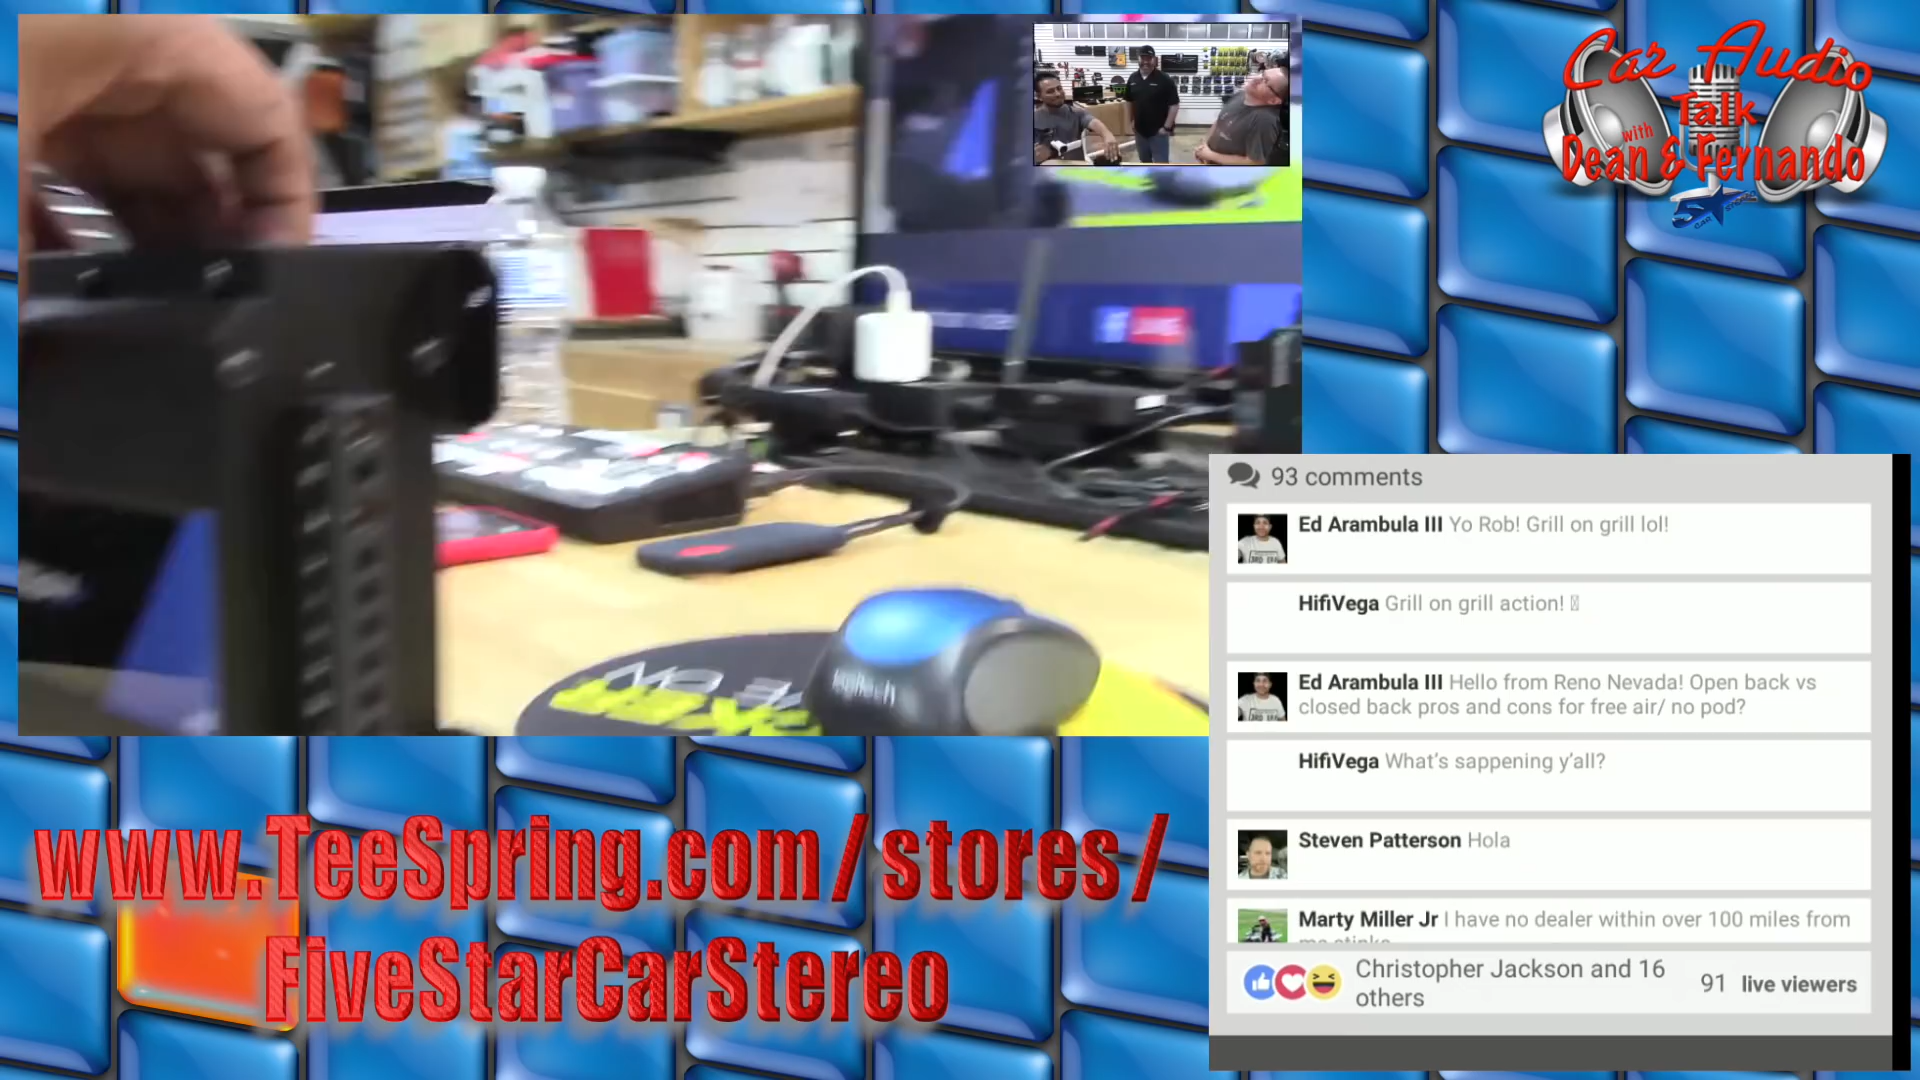 Car Audio
Talk
with
Dean & Fernando
LIVE
logitech
93 comments
Ed Arambula III Yo Rob! Grill on grill lol!
HifiVega Grill on grill action!
Ed Arambula III Hello from Reno Nevada! Open back vs
closed back pros and cons for free air/ no pod?
HifiVega What's sappening y'all?
Steven Patterson Hola
Marty Miller Jr I have no dealer within over 100 miles from
Christopher Jackson and 16
others
91 live viewers
www.TeeSpring.com/stores/
FiveStarCarStereo